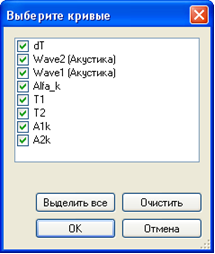 Выберите кривые
dT
Wave2 (Акустика)
Wave1 (Акустика)
Alfa_k
T1
T2
A1k
A2k
Выделить все
Очистить
OK
Отмена